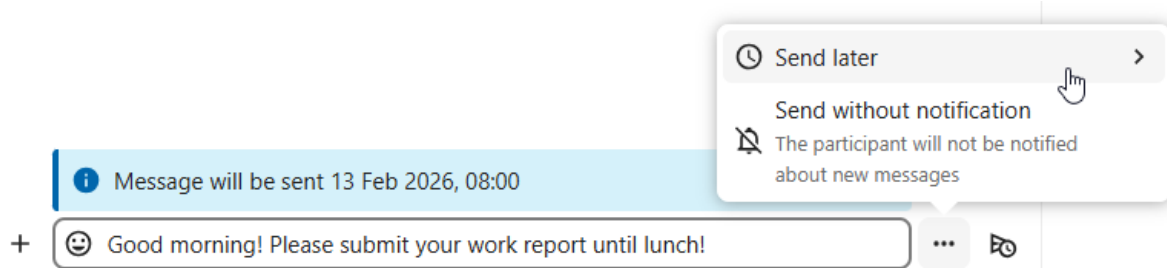 Send later
Send without notification
The participant will not be notified
about new messages
Message will be sent 13 Feb 2026, 08:00
Good morning! Please submit your work report until lunch!